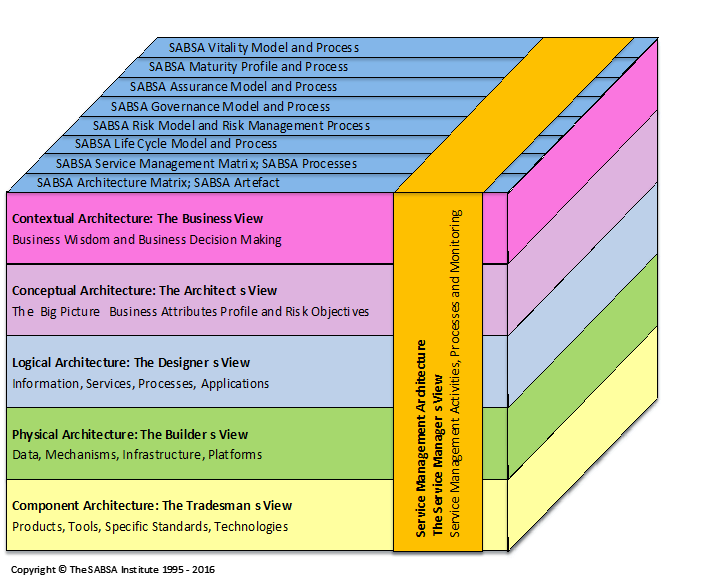 SABSA Vitality Model and Process
SABSA Maturity Profile and Process
SABSA Assurance Model and Process
SABSA Governance Model and Process
SABSA Risk Model and Risk Management Process
SABSA Life Cycle Model and Process
SABSA Service Management Matrix; SABSA Processes
SABSA Architecture Matrix; SABSA Artefact
Contextual Architecture: The Business View
Business Wisdom and Business Decision Making
Conceptual Architecture: The Architect s View
The Big Picture Business Attributes Profile and Risk Objectives
Logical Architecture: The Designer s View
Information, Services, Processes, Applications
Physical Architecture: The Builder s View
Data, Mechanisms, Infrastructure, Platforms
Component Architecture: The Tradesman s View
Products, Tools, Specific Standards, Technologies
Service Management Architecture
The Service Manager s View
Service Management Activities, Processes and Monitoring
Copyright © The SABSA Institute 1995 - 2016